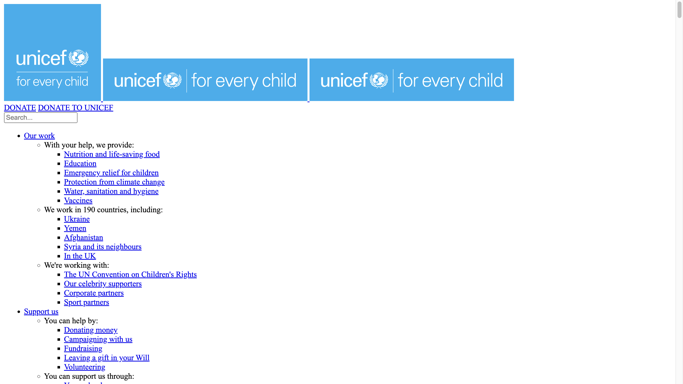 unicef
for every child
unicef for every child
unicef for every child
DONATE DONATE TO UNICEF
Search...
Our work
With your help, we provide:
Nutrition and life-saving food
Education
Emergency relief for children
Protection from climate change
Water, sanitation and hygiene
Vaccines
We work in 190 countries, including:
Ukraine
Yemen
Afghanistan
Syria and its neighbours
In the UK
We're working with:
The UN Convention on Children's Rights
Our celebrity supporters
Corporate partners
Sport partners
Support us
You can help by:
Donating money
Campaigning with us
Fundraising
Leaving a gift in your Will
Volunteering
You can support us through: